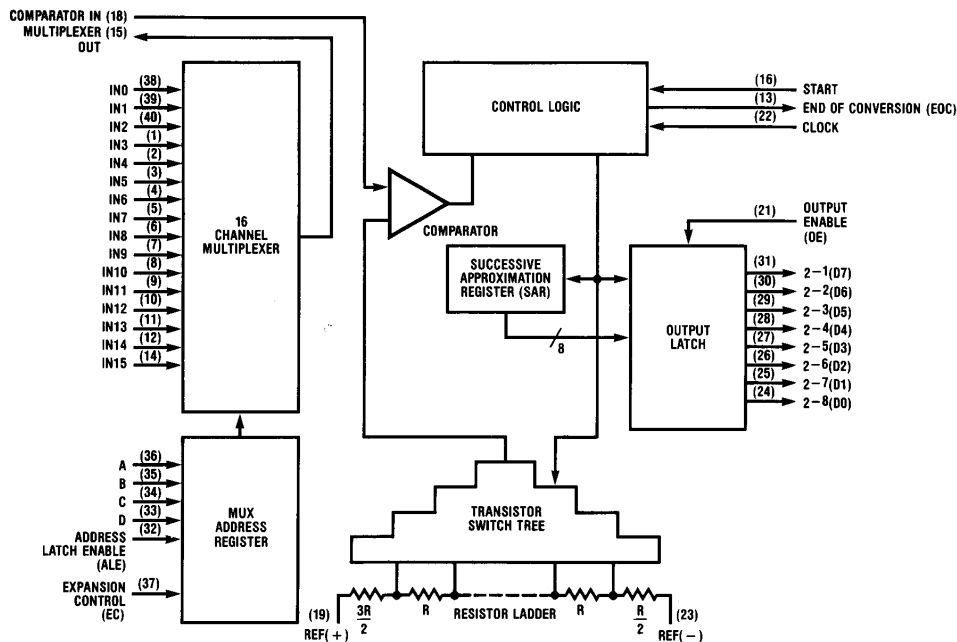 COMPARATOR IN (18)
MULTIPLEXER (15)
OUT
IN0 (38)
IN1 (39)
IN2 (40)
IN3 (1)
IN4 (2)
IN5 (3)
IN6 (4)
IN7 (5)
IN8 (6)
IN9 (7)
IN10 (8)
IN11 (9)
IN12 (10)
IN13 (11)
IN14 (12)
IN15 (14)
16
CHANNEL
MULTIPLEXER
CONTROL LOGIC
(16) START
(13) END OF CONVERSION (EOC)
(22) CLOCK
COMPARATOR
SUCCESSIVE
APPROXIMATION
REGISTER (SAR)
8
(21) OUTPUT
ENABLE
(OE)
OUTPUT
LATCH
(31) 2-1(D7)
(30) 2-2(D6)
(29) 2-3(D5)
(28) 2-4(D4)
(27) 2-5(D3)
(26) 2-6(D2)
(25) 2-7(D1)
(24) 2-8(D0)
A (36)
B (35)
C (34)
D (33)
ADDRESS (32)
LATCH ENABLE
(ALE)
EXPANSION (37)
CONTROL
(EC)
MUX
ADDRESS
REGISTER
TRANSISTOR
SWITCH TREE
(19) 3R/2 R RESISTOR LADDER R R/2 (23)
REF(+) REF(-)